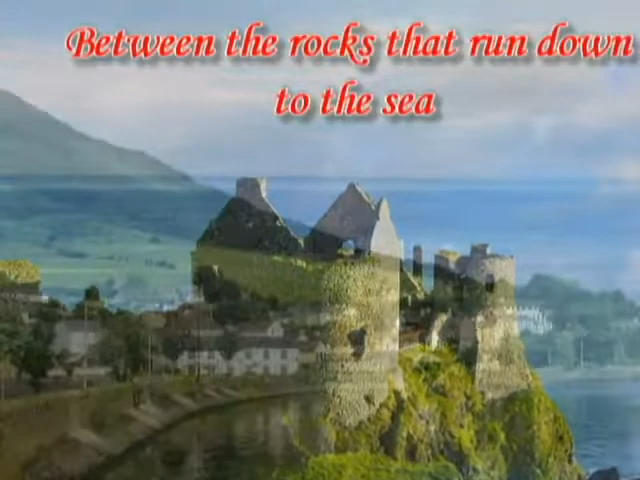 Between the rocks that run down
to the sea